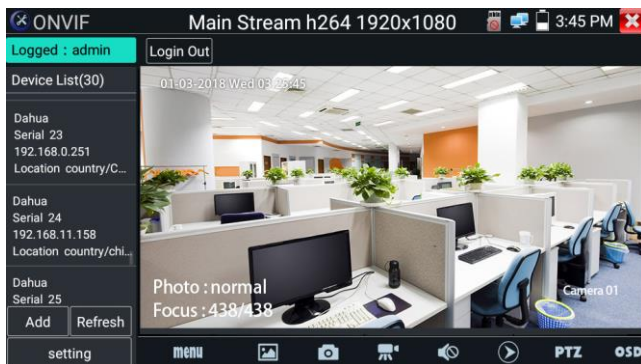 ONVIF
Main Stream h264 1920x1080
3:45 PM
Logged : admin
Login Out
Device List(30)
Dahua
Serial 23
192.168.0.251
Location country/C...
Dahua
Serial 24
192.168.11.158
Location country/chi...
Dahua
Serial 25
Add
Refresh
setting
01-03-2018 Wed 03:25:45
Photo : normal
Focus : 438/438
Camera 01
menu
PTZ
OSD